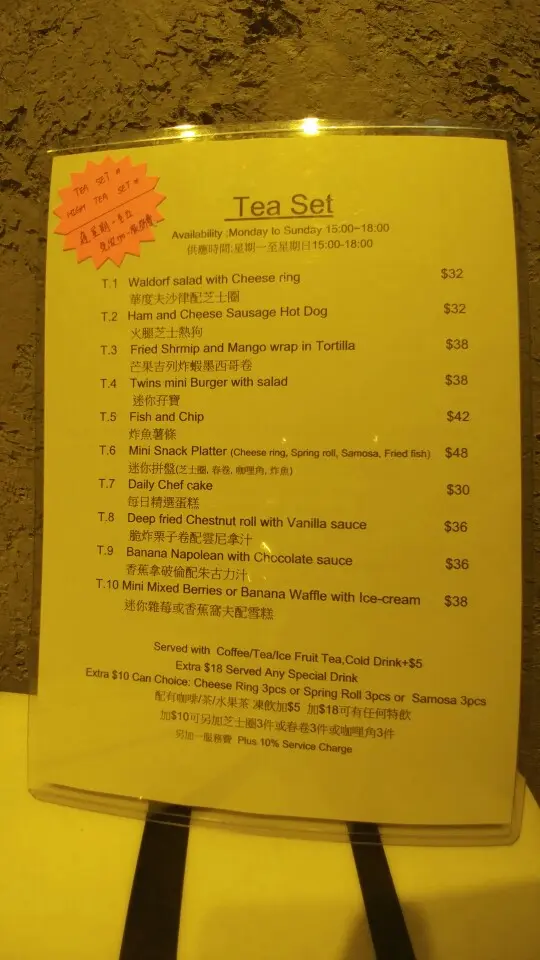 TEA SET #
HIGH TEA SET #
Tea Set
Availability :Monday to Sunday 15:00~18:00
供應時間:星期一至星期日15:00-18:00
T.1 Waldorf salad with Cheese ring $32
華度夫沙律配芝士圈
T.2 Ham and Cheese Sausage Hot Dog $32
火腿芝士熱狗
T.3 Fried Shrmip and Mango wrap in Tortilla $38
芒果吉列炸蝦墨西哥卷
T.4 Twins mini Burger with salad $38
迷你孖寶
T.5 Fish and Chip $42
炸魚薯條
T.6 Mini Snack Platter (Cheese ring, Spring roll, Samosa, Fried fish) $48
迷你拼盤(芝士圈, 春卷, 咖哩角, 炸魚)
T.7 Daily Chef cake $30
每日精選蛋糕
T.8 Deep fried Chestnut roll with Vanilla sauce $36
脆炸栗子卷配雲尼拿汁
T.9 Banana Napolean with Chocolate sauce $36
香蕉拿破倫配朱古力汁
T.10 Mini Mixed Berries or Banana Waffle with Ice-cream $38
迷你雜莓或香蕉窩夫配雪糕
Served with Coffee/Tea/Ice Fruit Tea,Cold Drink+$5
Extra $18 Served Any Special Drink
Extra $10 Can Choice: Cheese Ring 3pcs or Spring Roll 3pcs or Samosa 3pcs
配有咖啡/茶/水果茶 凍飲加$5 加$18可有任何特飲
加$10可另加芝士圈3件或春卷3件或咖哩角3件
另加一服務費 Plus 10% Service Charge